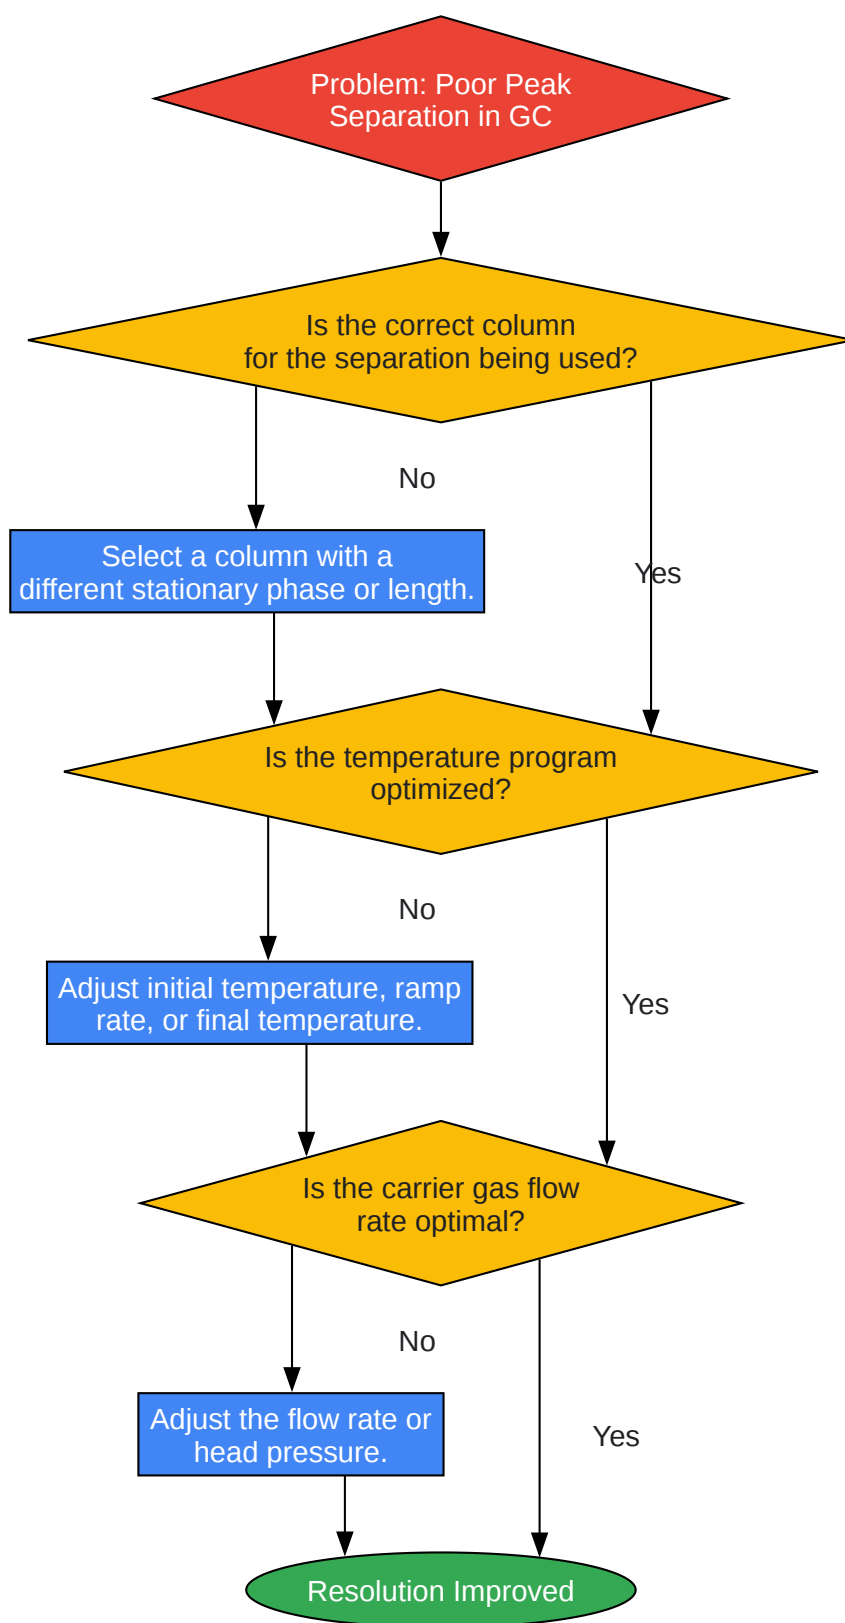 Problem: Poor Peak
Separation in GC
Is the correct column
for the separation being used?
No
Select a column with a
different stationary phase or length.
Yes
Is the temperature program
optimized?
No
Adjust initial temperature, ramp
rate, or final temperature.
Yes
Is the carrier gas flow
rate optimal?
No
Adjust the flow rate or
head pressure.
Yes
Resolution Improved